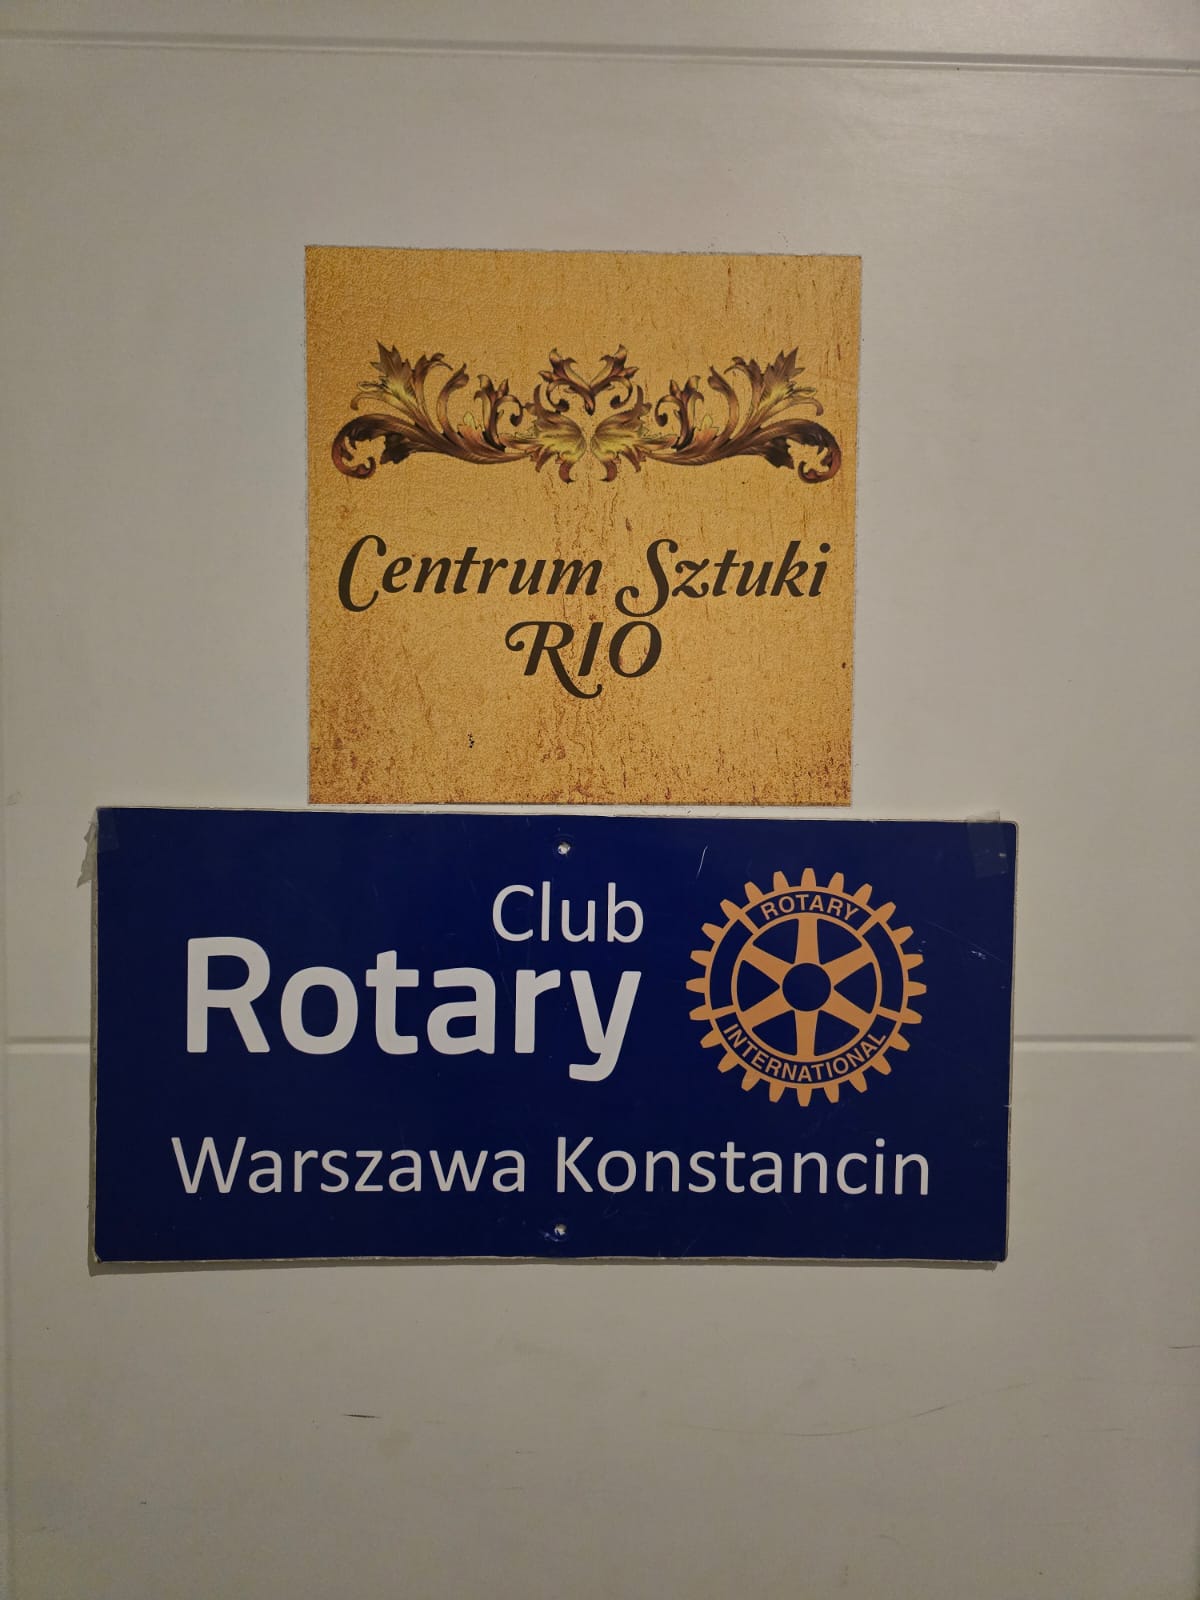 Centrum Sztuki
RIO
Club
Rotary
ROTARY
INTERNATIONAL
Warszawa Konstancin